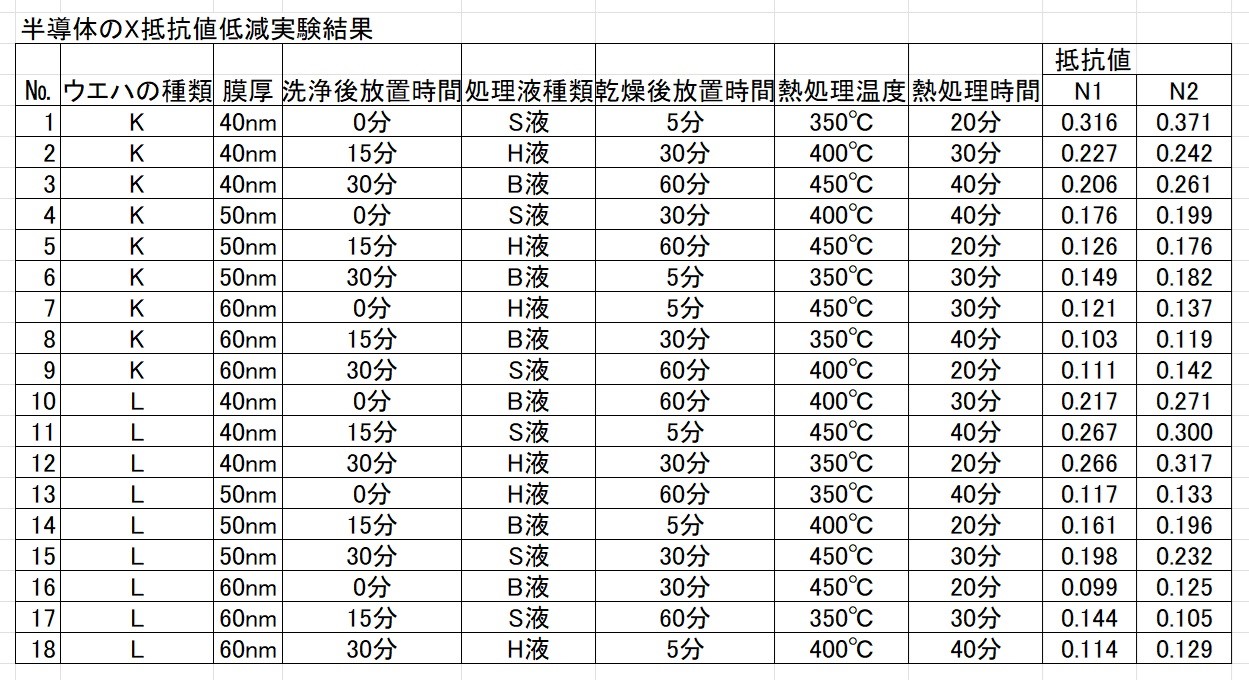 半導体のX抵抗値低減実験結果
抵抗値
No. ウエハの種類 膜厚 洗浄後放置時間 処理液種類 乾燥後放置時間 熱処理温度 熱処理時間 N1 N2
1 K 40nm 0分 S液 5分 350℃ 20分 0.316 0.371
2 K 40nm 15分 H液 30分 400℃ 30分 0.227 0.242
3 K 40nm 30分 B液 60分 450℃ 40分 0.206 0.261
4 K 50nm 0分 S液 30分 400℃ 40分 0.176 0.199
5 K 50nm 15分 H液 60分 450℃ 20分 0.126 0.176
6 K 50nm 30分 B液 5分 350℃ 30分 0.149 0.182
7 K 60nm 0分 H液 5分 450℃ 30分 0.121 0.137
8 K 60nm 15分 B液 30分 350℃ 40分 0.103 0.119
9 K 60nm 30分 S液 60分 400℃ 20分 0.111 0.142
10 L 40nm 0分 B液 60分 400℃ 30分 0.217 0.271
11 L 40nm 15分 S液 5分 450℃ 40分 0.267 0.300
12 L 40nm 30分 H液 30分 350℃ 20分 0.266 0.317
13 L 50nm 0分 H液 60分 350℃ 40分 0.117 0.133
14 L 50nm 15分 B液 5分 400℃ 20分 0.161 0.196
15 L 50nm 30分 S液 30分 450℃ 30分 0.198 0.232
16 L 60nm 0分 B液 30分 450℃ 20分 0.099 0.125
17 L 60nm 15分 S液 60分 350℃ 30分 0.144 0.105
18 L 60nm 30分 H液 5分 400℃ 40分 0.114 0.129